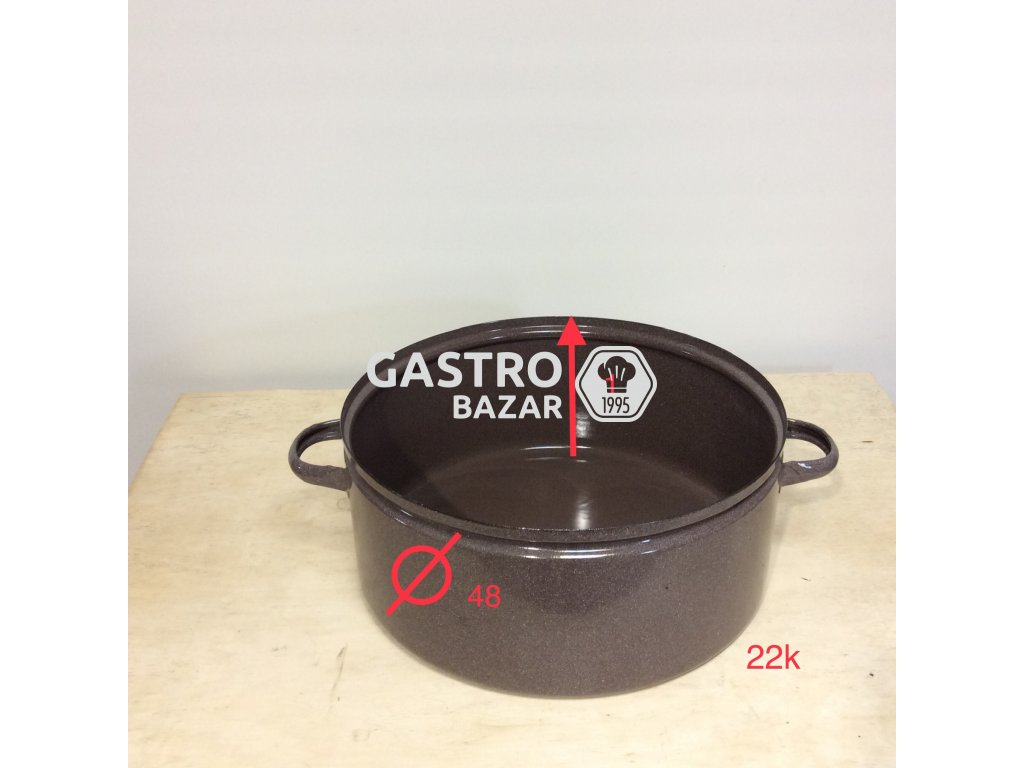 GASTRO
BAZAR
1995
Ø 48
22k